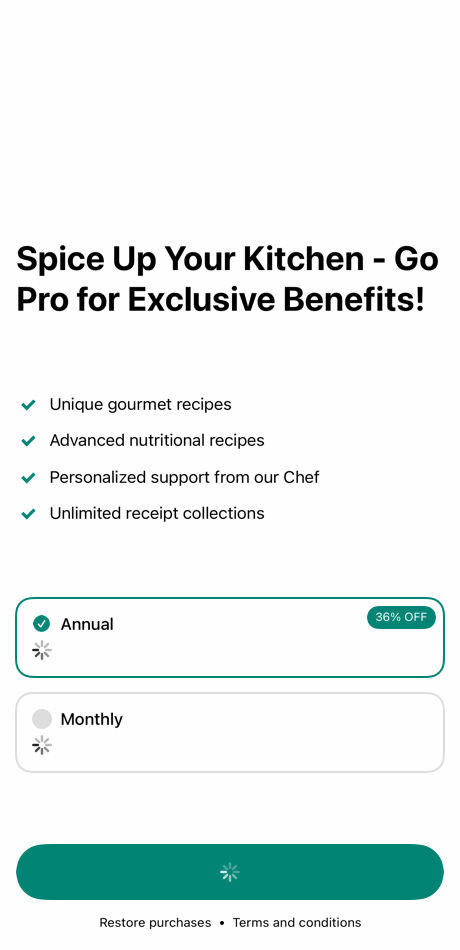 Spice Up Your Kitchen - Go
Pro for Exclusive Benefits!
Unique gourmet recipes
Advanced nutritional recipes
Personalized support from our Chef
Unlimited receipt collections
Annual
36% OFF
Monthly
Restore purchases • Terms and conditions